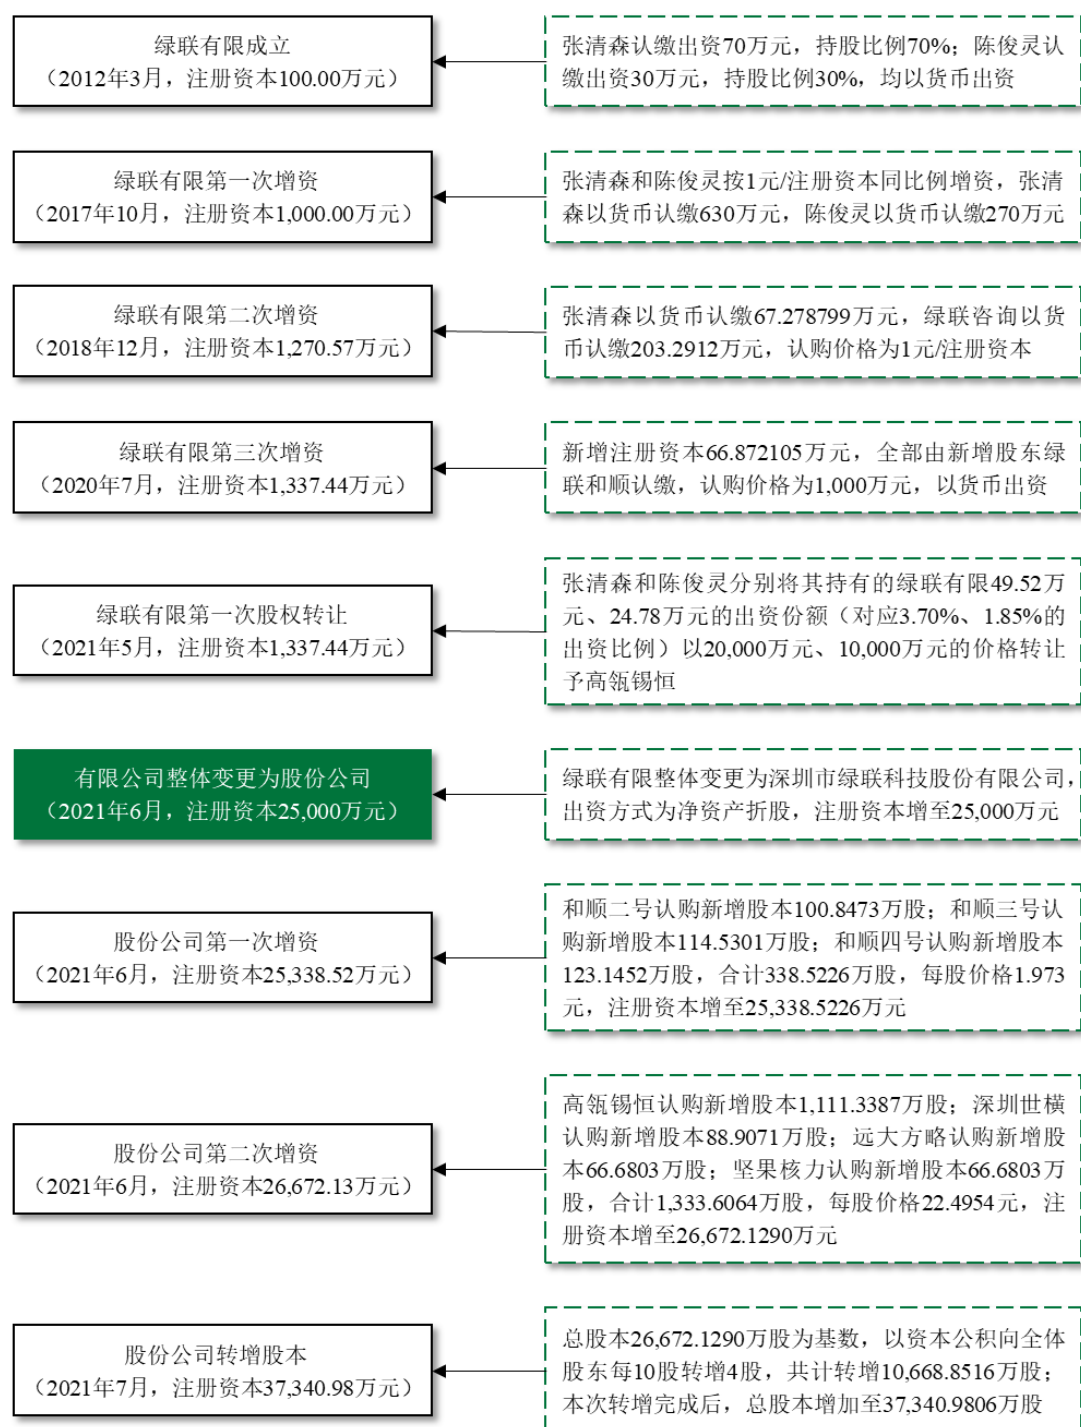 绿联有限成立
（2012年3月，注册资本100.00万元）
张清森认缴出资70万元，持股比例70%；陈俊灵认
缴出资30万元，持股比例30%，均以货币出资
绿联有限第一次增资
（2017年10月，注册资本1,000.00万元）
张清森和陈俊灵按1元/注册资本同比例增资，张清
森以货币认缴630万元，陈俊灵以货币认缴270万元
绿联有限第二次增资
（2018年12月，注册资本1,270.57万元）
张清森以货币认缴67.278799万元，绿联咨询以货
币认缴203.2912万元，认购价格为1元/注册资本
绿联有限第三次增资
（2020年7月，注册资本1,337.44万元）
新增注册资本66.872105万元，全部由新增股东绿
联和顺认缴，认购价格为1,000万元，以货币出资
绿联有限第一次股权转让
（2021年5月，注册资本1,337.44万元）
张清森和陈俊灵分别将其持有的绿联有限49.52万
元、24.78万元的出资份额（对应3.70%、1.85%的
出资比例）以20,000万元、10,000万元的价格转让
予高瓴锡恒
有限公司整体变更为股份公司
（2021年6月，注册资本25,000万元）
绿联有限整体变更为深圳市绿联科技股份有限公司，
出资方式为净资产折股，注册资本增至25,000万元
股份公司第一次增资
（2021年6月，注册资本25,338.52万元）
和顺二号认购新增股本100.8473万股；和顺三号认
购新增股本114.5301万股；和顺四号认购新增股本
123.1452万股，合计338.5226万股，每股价格1.973
元，注册资本增至25,338.5226万元
股份公司第二次增资
（2021年6月，注册资本26,672.13万元）
高瓴锡恒认购新增股本1,111.3387万股；深圳世横
认购新增股本88.9071万股；远大方略认购新增股
本66.6803万股；坚果核力认购新增股本66.6803万
股，合计1,333.6064万股，每股价格22.4954元，注
册资本增至26,672.1290万元
股份公司转增股本
（2021年7月，注册资本37,340.98万元）
总股本26,672.1290万股为基数，以资本公积向全体
股东每10股转增4股，共计转增10,668.8516万股；
本次转增完成后，总股本增加至37,340.9806万股